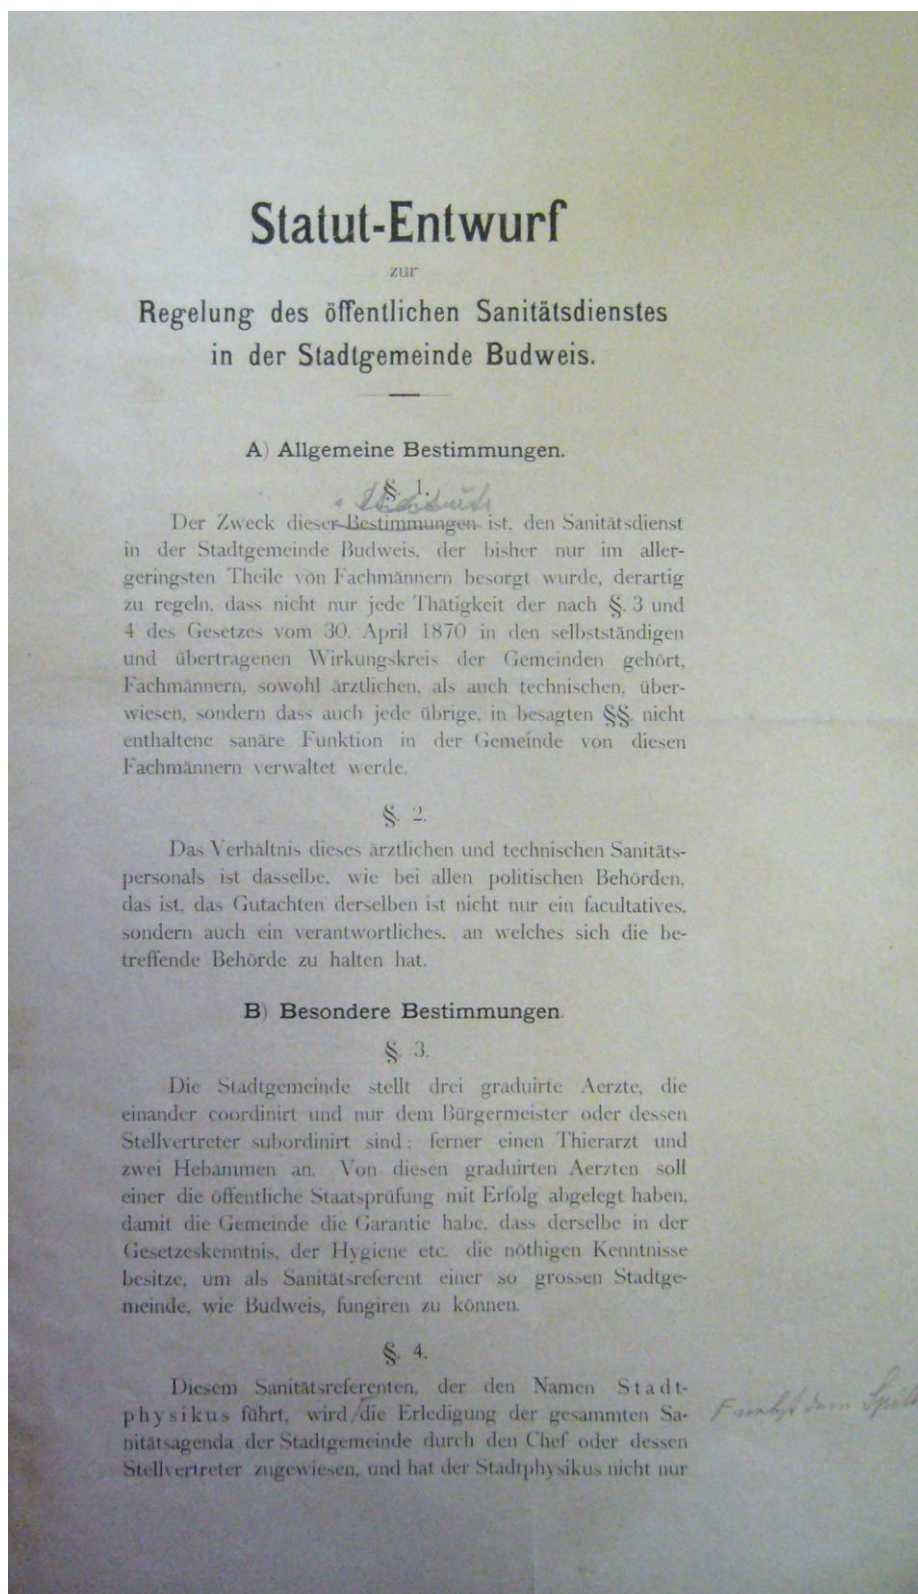 Statut-Entwurf
zur
Regelung des öffentlichen Sanitätsdienstes
in der Stadtgemeinde Budweis.
A) Allgemeine Bestimmungen.
§. 1.
Der Zweck dieser Bestimmungen ist, den Sanitätsdienst
in der Stadtgemeinde Budweis, der bisher nur im aller-
geringsten Theile von Fachmännern besorgt wurde, derartig
zu regeln, dass nicht nur jede Thätigkeit der nach §. 3 und
4 des Gesetzes vom 30. April 1870 in den selbstständigen
und übertragenen Wirkungskreis der Gemeinden gehört,
Fachmännern, sowohl ärztlichen, als auch technischen, über-
wiesen, sondern dass auch jede übrige, in besagten §§. nicht
enthaltene sanäre Funktion in der Gemeinde von diesen
Fachmännern verwaltet werde.
§. 2.
Das Verhältnis dieses ärztlichen und technischen Sanitäts-
personals ist dasselbe, wie bei allen politischen Behörden,
das ist, das Gutachten derselben ist nicht nur ein facultatives,
sondern auch ein verantwortliches, an welches sich die be-
treffende Behörde zu halten hat.
B) Besondere Bestimmungen.
§. 3.
Die Stadtgemeinde stellt drei graduirte Aerzte, die
einander coordinirt und nur dem Bürgermeister oder dessen
Stellvertreter subordinirt sind; ferner einen Thierarzt und
zwei Hebammen an. Von diesen graduirten Aerzten soll
einer die öffentliche Staatsprüfung mit Erfolg abgelegt haben,
damit die Gemeinde die Garantie habe, dass derselbe in der
Gesetzeskenntnis, der Hygiene etc. die nöthigen Kenntnisse
besitze, um als Sanitätsreferent einer so grossen Stadtge-
meinde, wie Budweis, fungiren zu können.
§. 4.
Diesem Sanitätsreferenten, der den Namen Stadt-
physikus führt, wird die Erledigung der gesammten Sa-
nitätsagenda der Stadtgemeinde durch den Chef oder dessen
Stellvertreter zugewiesen, und hat der Stadtphysikus nicht nur